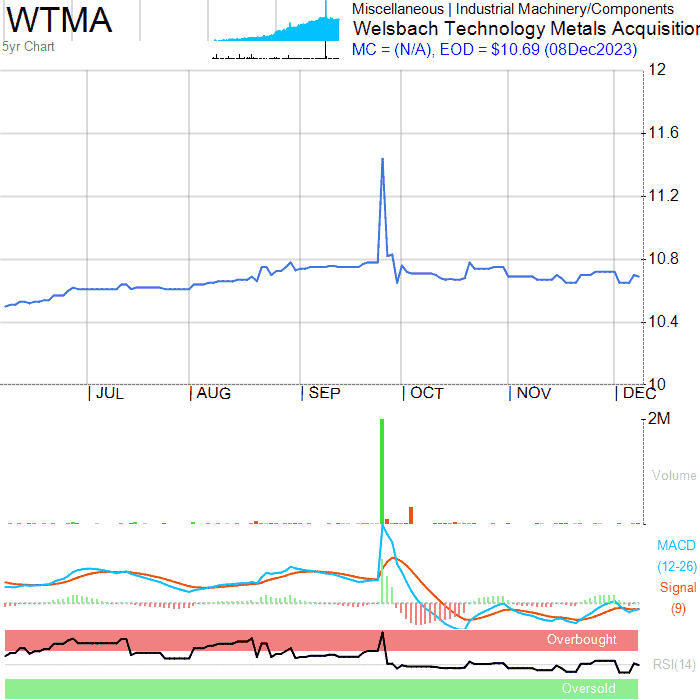 WTMA
5yr Chart
Miscellaneous | Industrial Machinery/Components
Welsbach Technology Metals Acquisition
MC = (N/A), EOD = $10.69 (08Dec2023)
12
11.6
11.2
10.8
10.4
10
JUL AUG SEP OCT NOV DEC
2M
Volume
MACD
(12-26)
Signal
(9)
Overbought
RSI(14)
Oversold